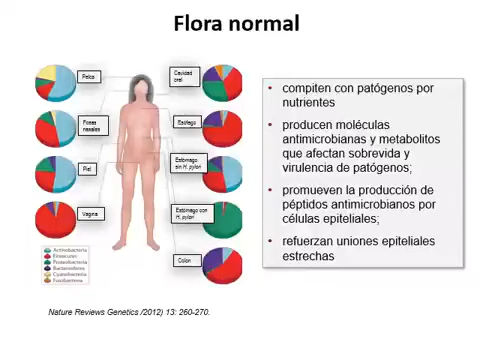 Flora normal
Pelos
Fosas
nasales
Piel
Vagina
Cavidad
oral
Esófago
Estómago
sin H. pylori
Estómago con
H. pylori
Colon
Actinobacteria
Firmicutes
Proteobacteria
Bacteroidetes
Cyanobacteria
Fusobacteria
• compiten con patógenos por
nutrientes
• producen moléculas
antimicrobianas y metabolitos
que afectan sobrevida y
virulencia de patógenos;
• promueven la producción de
péptidos antimicrobianos por
células epiteliales;
• refuerzan uniones epiteliales
estrechas
Nature Reviews Genetics /2012) 13: 260-270.